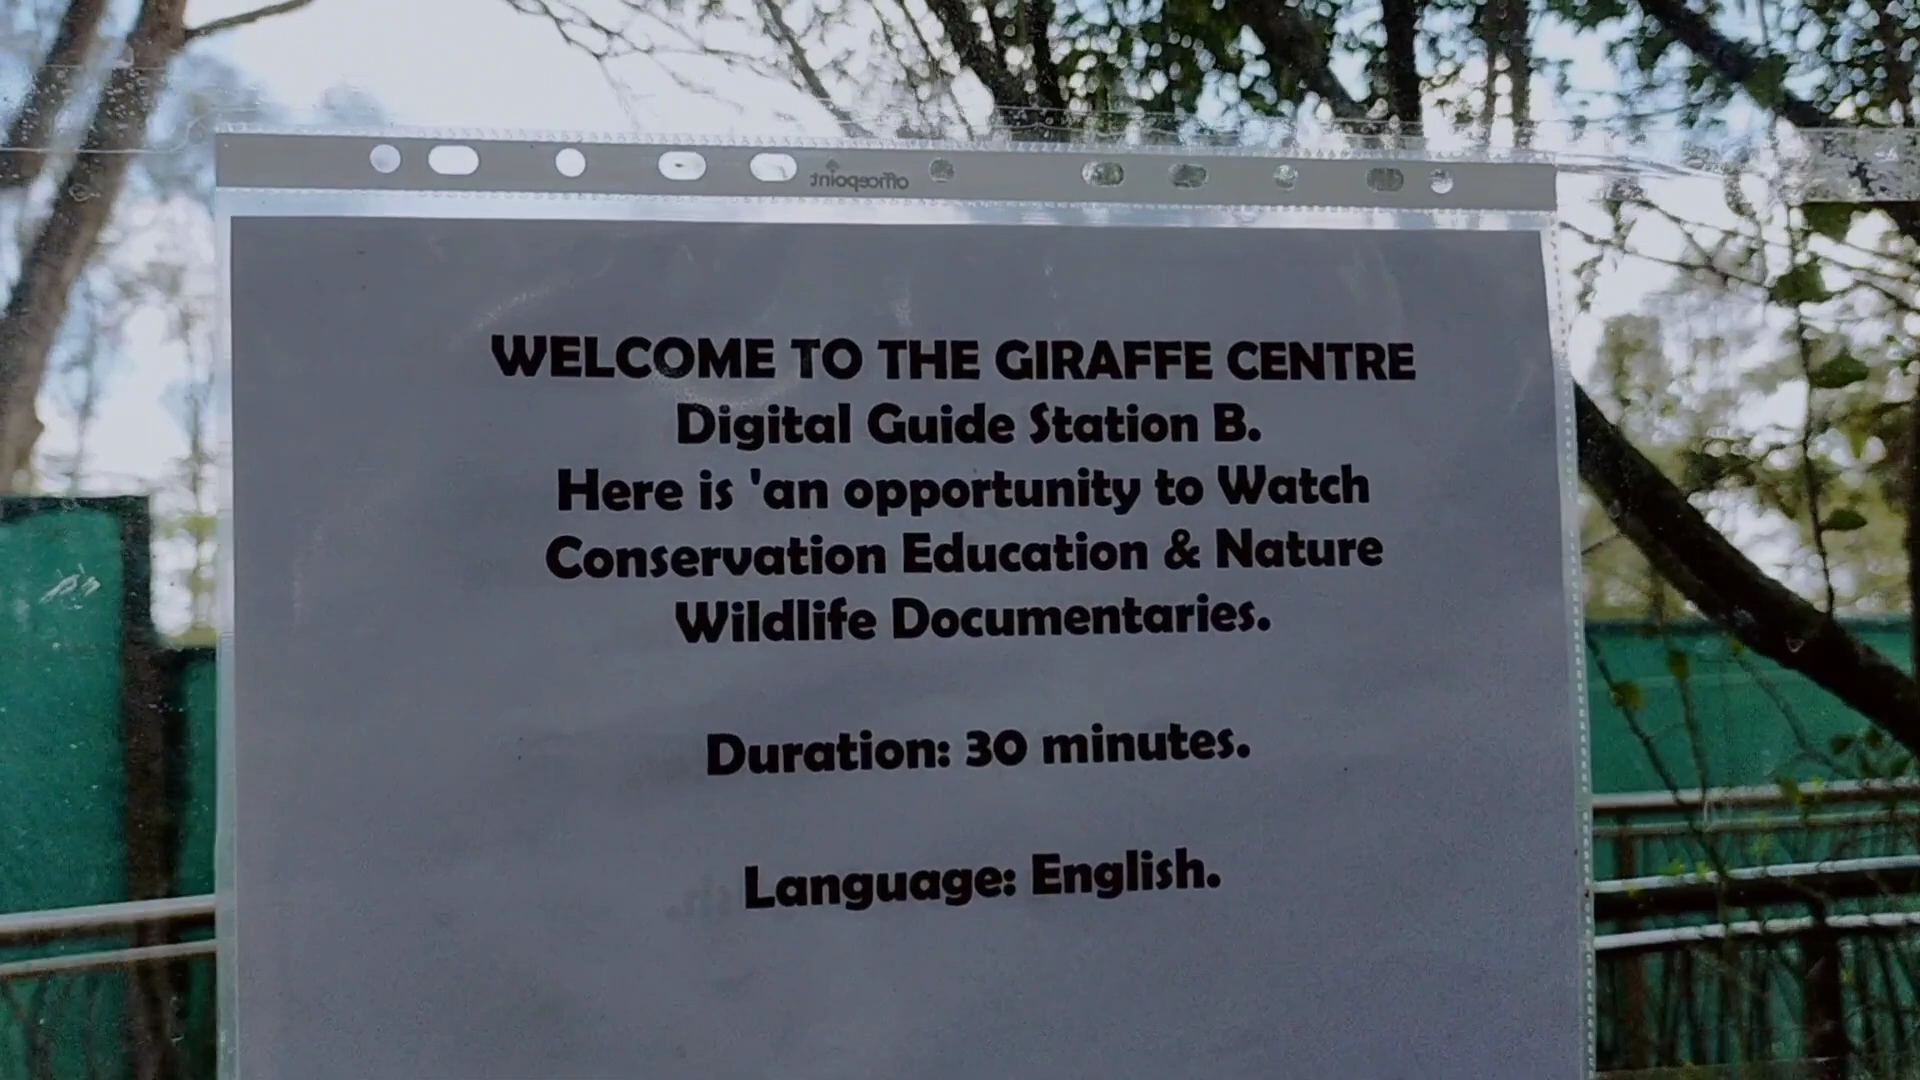 officepoint
WELCOME TO THE GIRAFFE CENTRE
Digital Guide Station B.
Here is 'an opportunity to Watch
Conservation Education & Nature
Wildlife Documentaries.
Duration: 30 minutes.
Language: English.